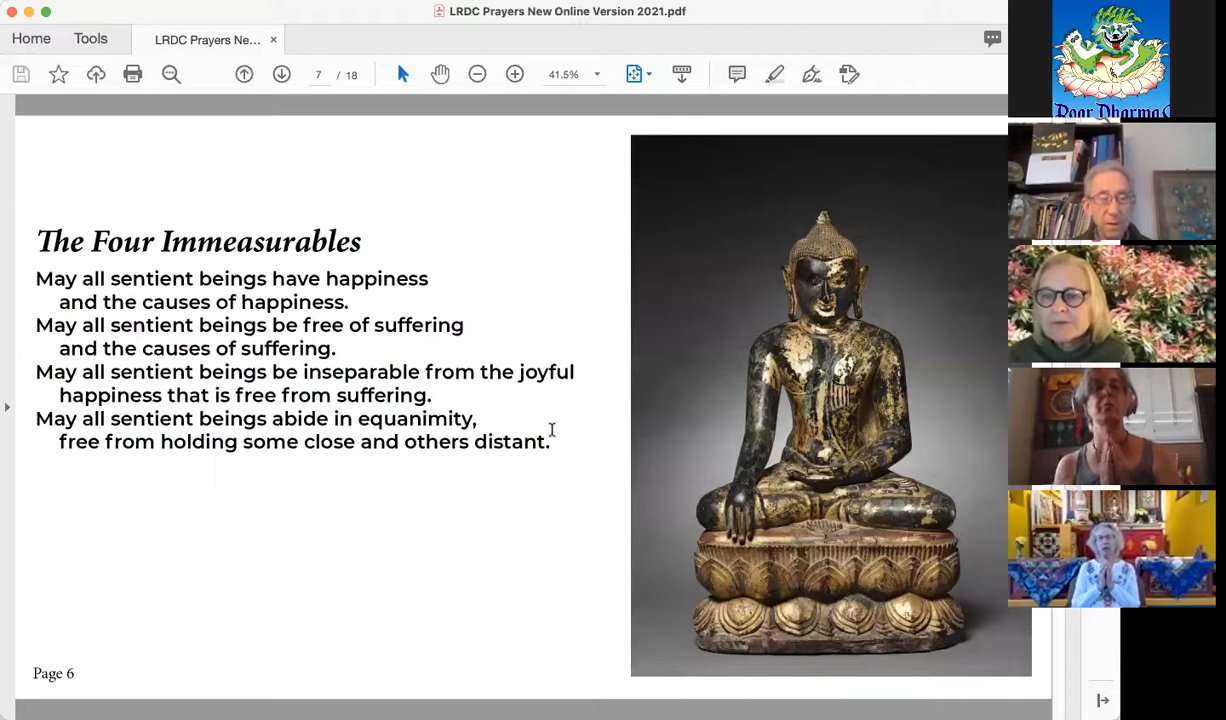 LRDC Prayers New Online Version 2021.pdf
Home
Tools
LRDC Prayers Ne... ×
7 / 18
41.5%
The Four Immeasurables
May all sentient beings have happiness
and the causes of happiness.
May all sentient beings be free of suffering
and the causes of suffering.
May all sentient beings be inseparable from the joyful
happiness that is free from suffering.
May all sentient beings abide in equanimity,
free from holding some close and others distant.
Page 6
Roar Dharma